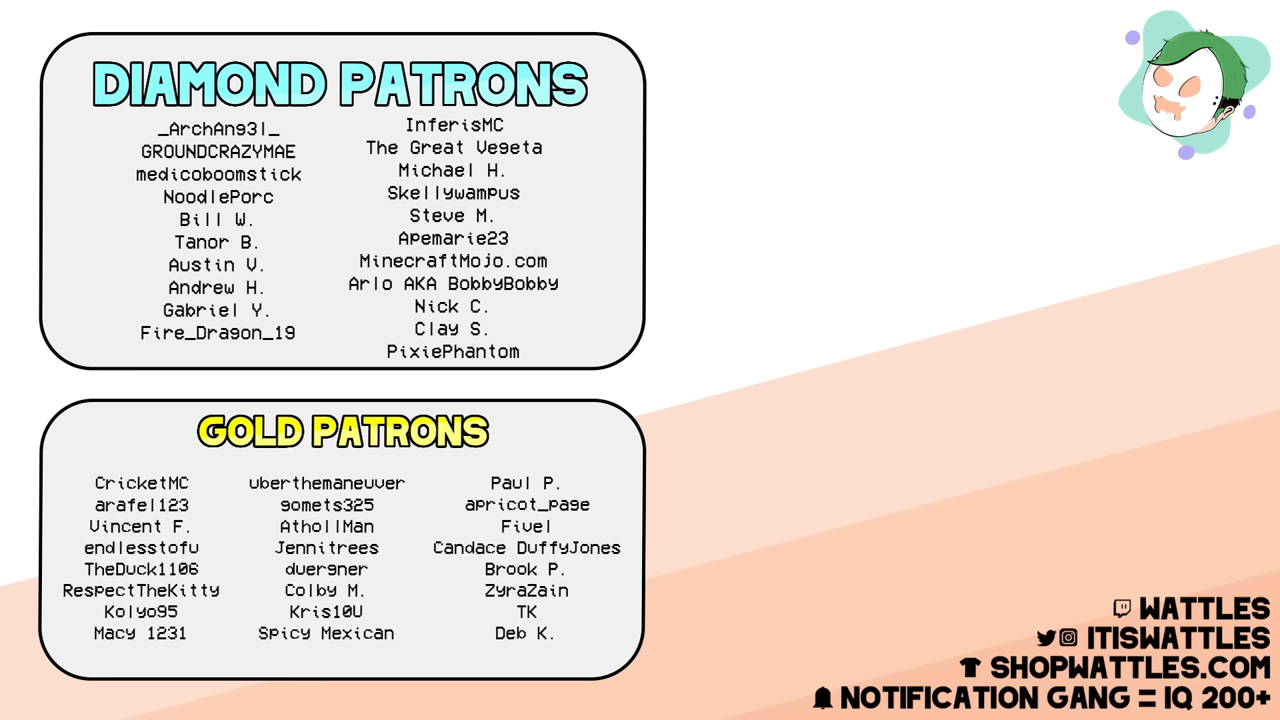 DIAMOND PATRONS
_ArchAng3l_
GROUNDCRAZYMAE
medicoboomstick
NoodlePorc
Bill W.
Tanor B.
Austin V.
Andrew H.
Gabriel Y.
Fire_Dragon_19
InferisMC
The Great Vegeta
Michael H.
Skellywampus
Steve M.
Apemarie23
MinecraftMojo.com
Arlo AKA BobbyBobby
Nick C.
Clay S.
PixiePhantom
GOLD PATRONS
CricketMC
arafel123
Vincent F.
endlesstofu
TheDuck1106
RespectTheKitty
Kolyo95
Macy 1231
uberthemaneuver
gomets325
AthollMan
Jennitrees
duergner
Colby M.
Kris10U
Spicy Mexican
Paul P.
apricot_page
Fivel
Candace DuffyJones
Brook P.
ZyraZain
TK
Deb K.
WATTLES
ITISWATTLES
SHOPWATTLES.COM
NOTIFICATION GANG = IQ 200+